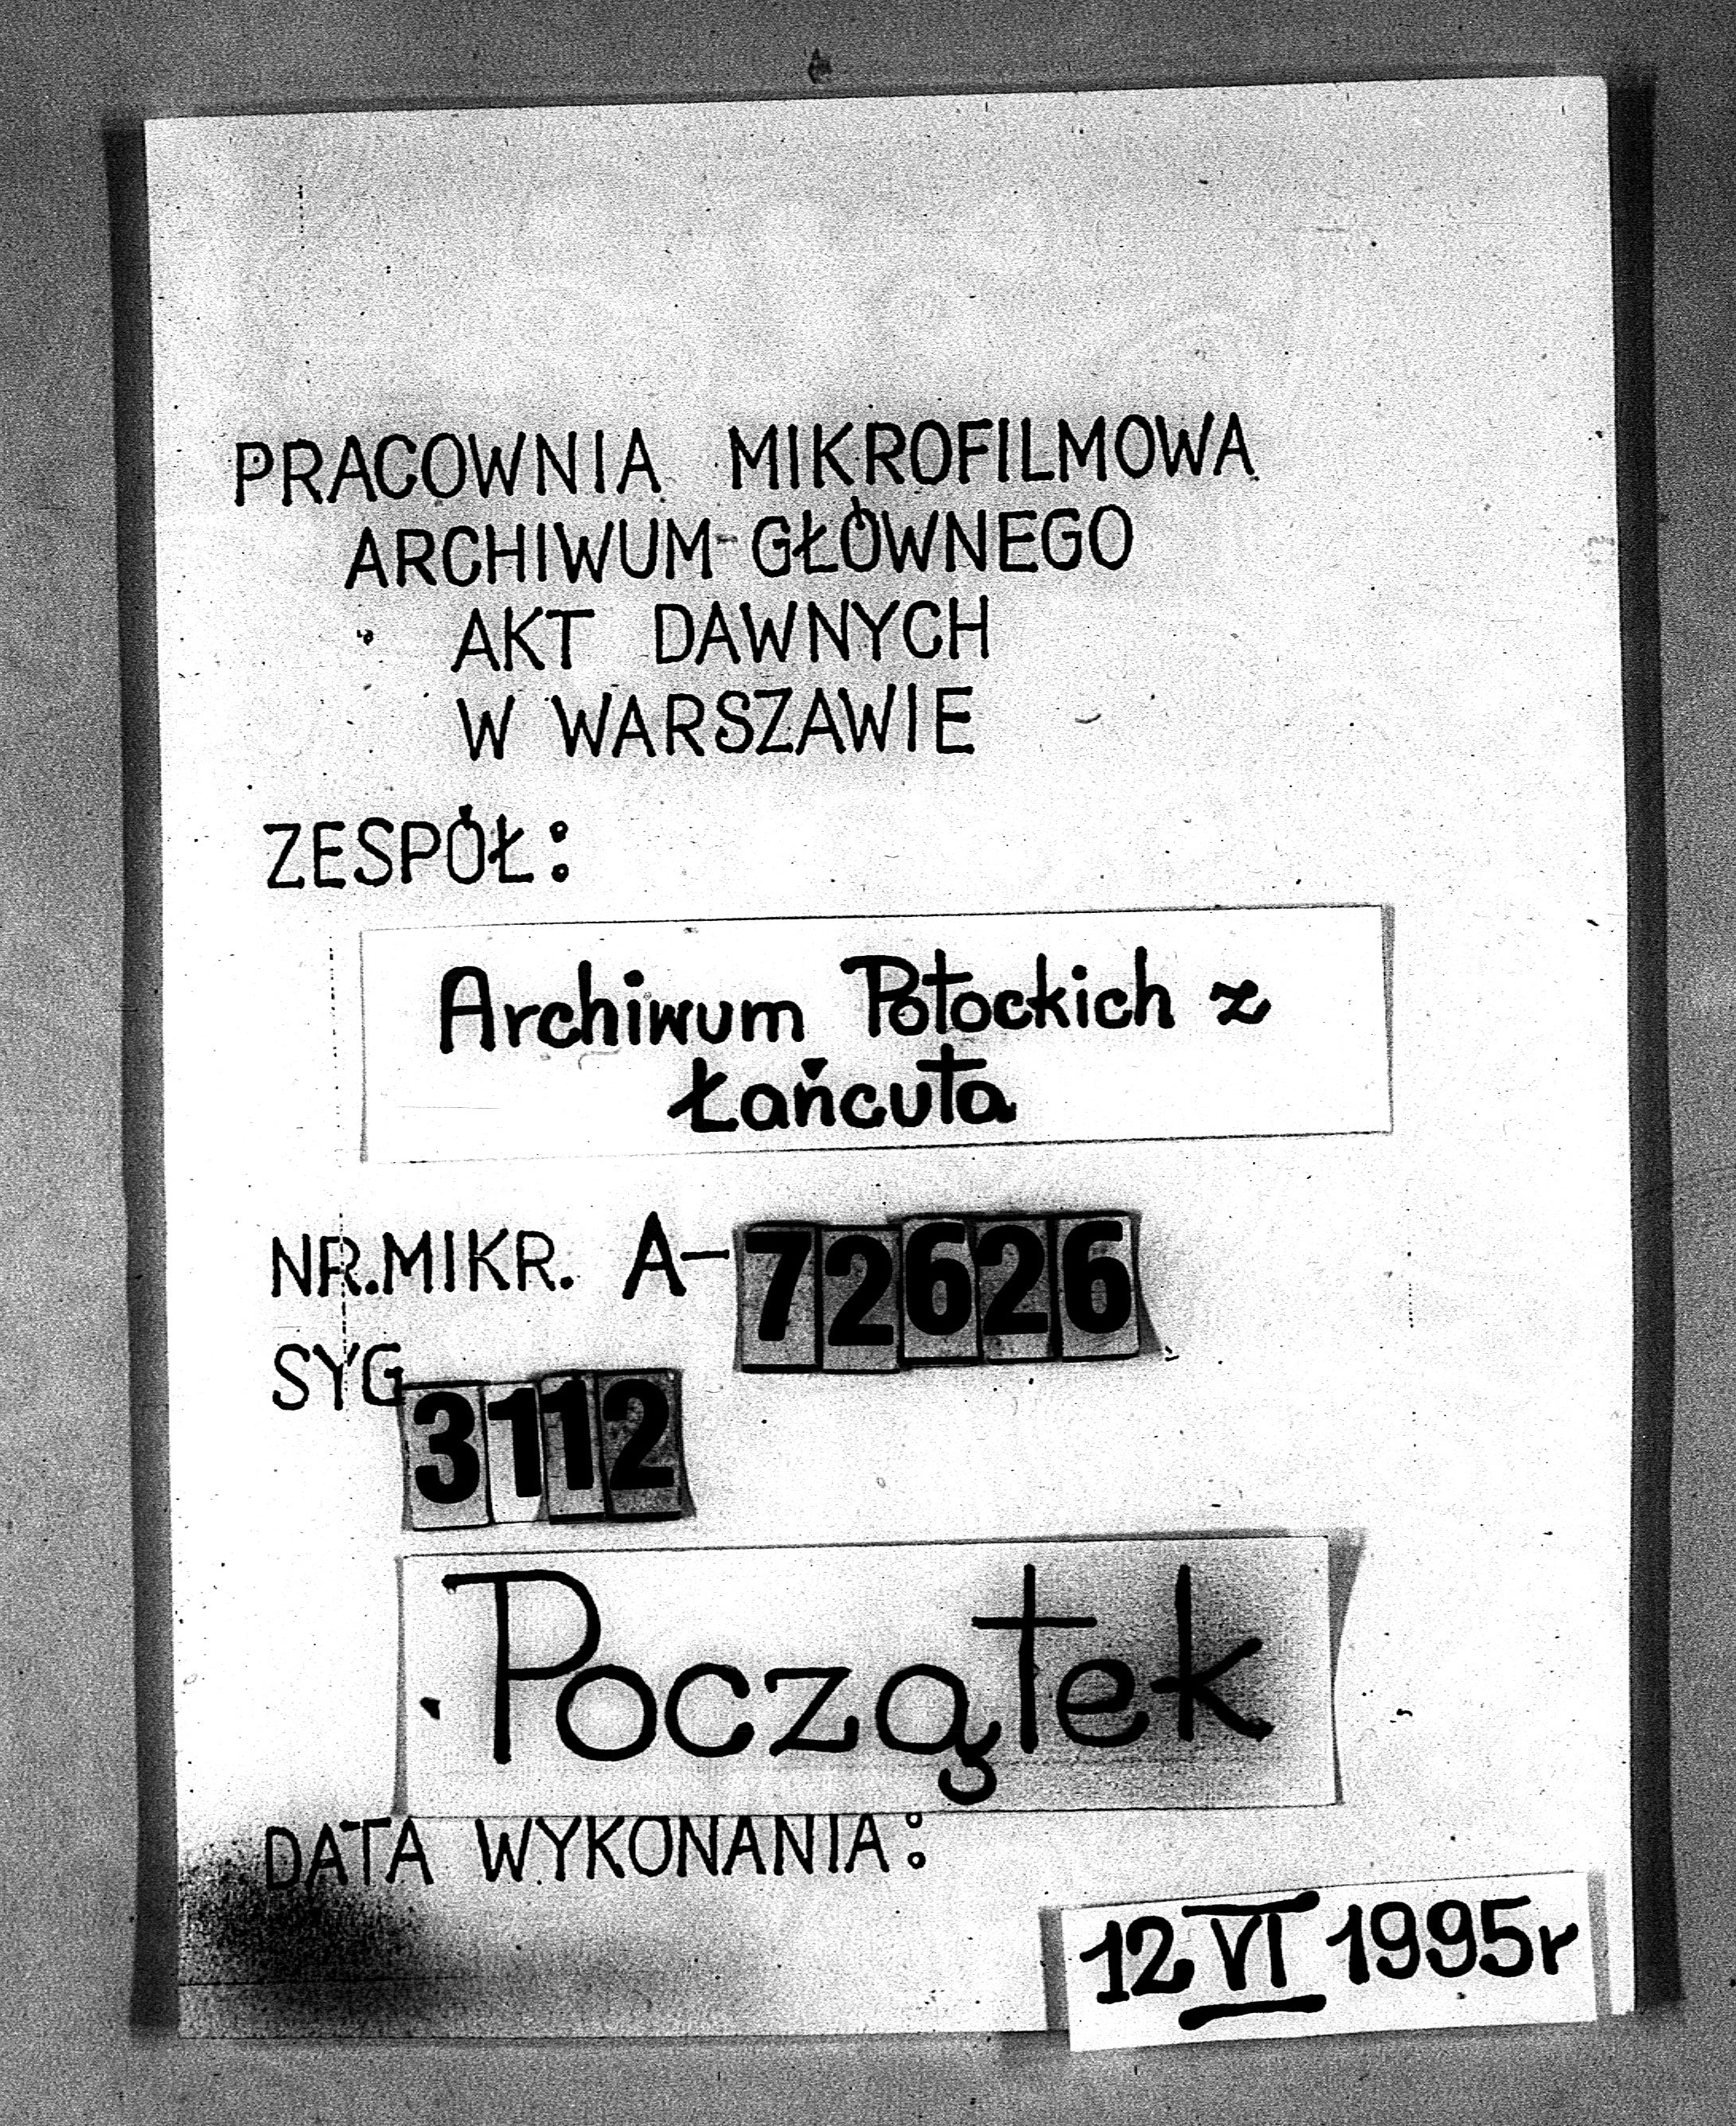 PRACOWNIA MIKROFILMOWA
ARCHIWUM GŁÓWNEGO
AKT DAWNYCH
W WARSZAWIE
ZESPÓŁ:
Archiwum Potockich z
Łańcuta
NR.MIKR. A-72626
SYG 3112
Początek
DATA WYKONANIA:
12 VI 1995r